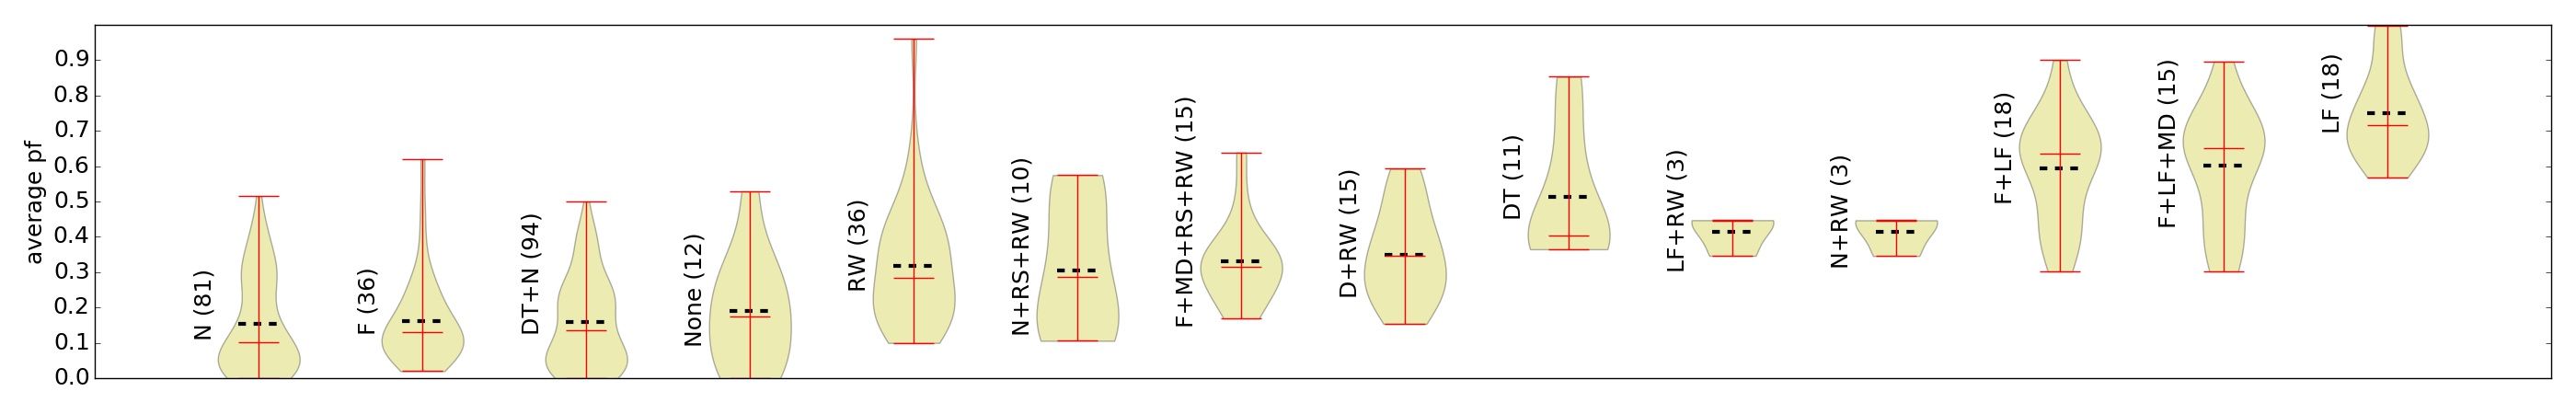 average pf
0.9
0.8
0.7
0.6
0.5
0.4
0.3
0.2
0.1
0.0
N (81)
F (36)
DT+N (94)
None (12)
RW (36)
N+RS+RW (10)
F+MD+RS+RW (15)
D+RW (15)
DT (11)
LF+RW (3)
N+RW (3)
F+LF (18)
F+LF+MD (15)
LF (18)